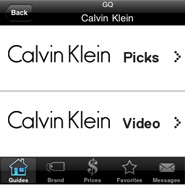 GQ
Back
Calvin Klein
Calvin Klein Picks
Calvin Klein Video
Guides Brand Prices Favorites Messages